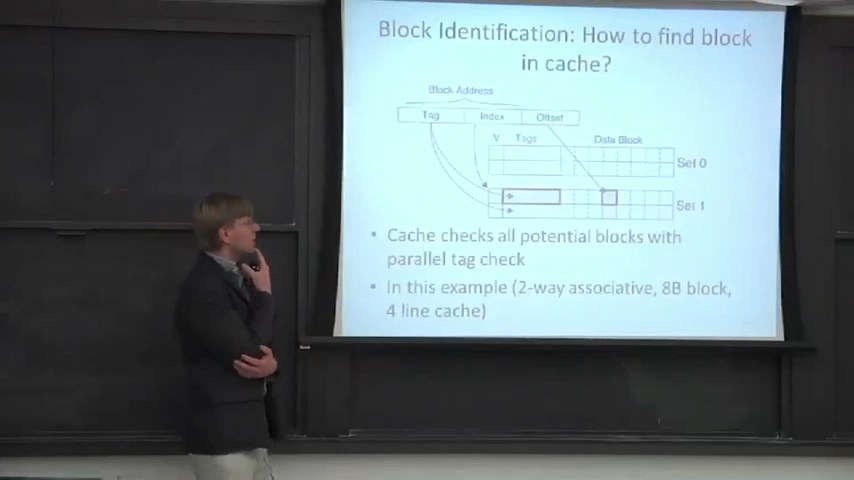 Block Identification: How to find block
in cache?
Block Address
Tag Index Offset
V Tags Data Block
Set 0
Set 1
• Cache checks all potential blocks with
parallel tag check
• In this example (2-way associative, 8B block,
4 line cache)